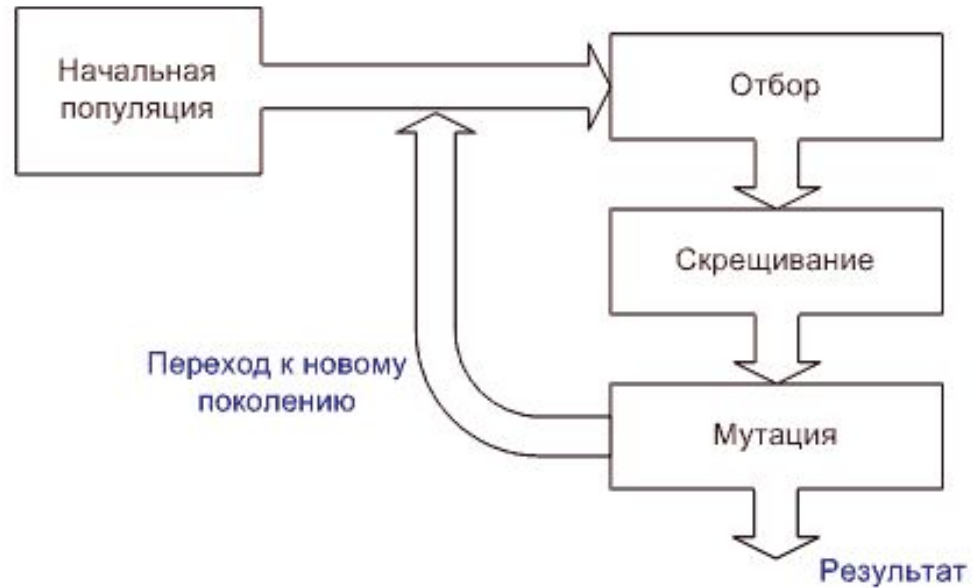 Начальная
популяция
Отбор
Скрещивание
Переход к новому
поколению
Мутация
Результат